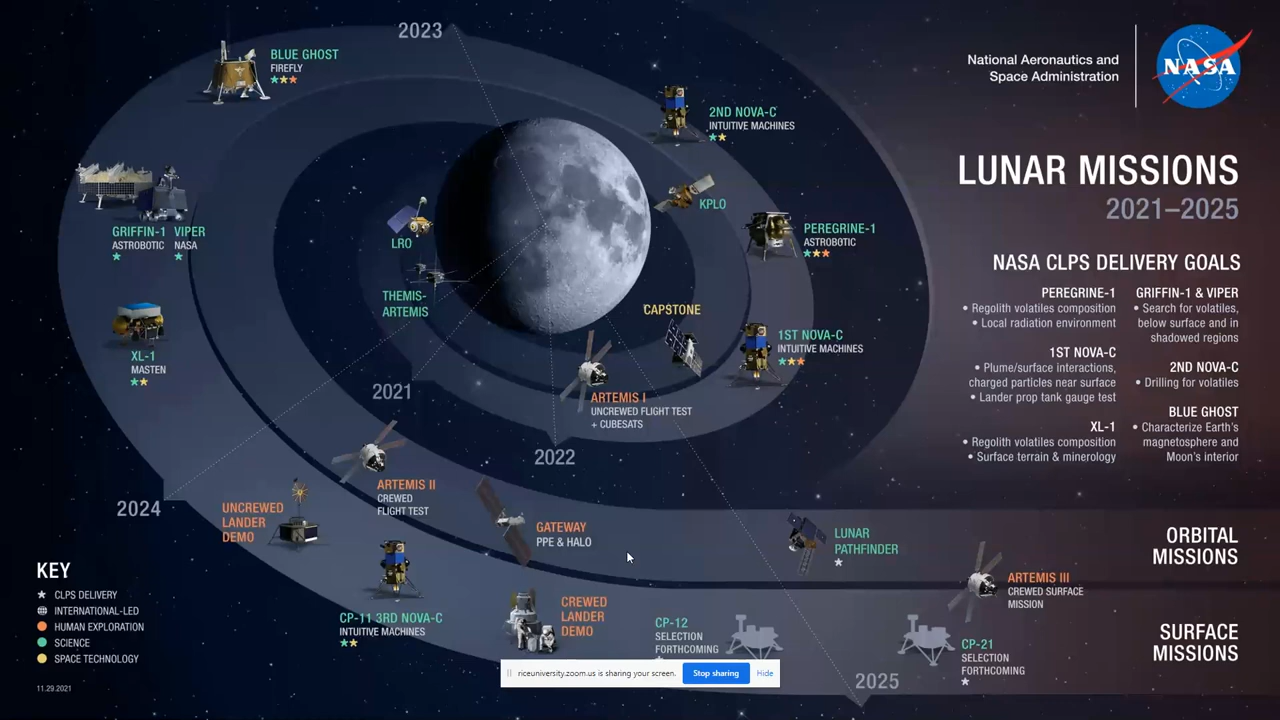 2023
BLUE GHOST
FIREFLY
2ND NOVA-C
INTUITIVE MACHINES
KPLO
GRIFFIN-1 VIPER
ASTROBOTIC NASA
LRO
PEREGRINE-1
ASTROBOTIC
THEMIS-
ARTEMIS
CAPSTONE
1ST NOVA-C
INTUITIVE MACHINES
XL-1
MASTEN
2021
ARTEMIS I
UNCREWED FLIGHT TEST
+ CUBESATS
2022
2024
ARTEMIS II
CREWED
FLIGHT TEST
UNCREWED
LANDER
DEMO
GATEWAY
PPE & HALO
LUNAR
PATHFINDER
CP-11 3RD NOVA-C
INTUITIVE MACHINES
CREWED
LANDER
DEMO
CP-12
SELECTION
FORTHCOMING
ARTEMIS III
CREWED SURFACE
MISSION
CP-21
SELECTION
FORTHCOMING
2025
National Aeronautics and
Space Administration
NASA
LUNAR MISSIONS
2021–2025
NASA CLPS DELIVERY GOALS
PEREGRINE-1
• Regolith volatiles composition
• Local radiation environment
1ST NOVA-C
• Plume/surface interactions,
charged particles near surface
• Lander prop tank gauge test
XL-1
• Regolith volatiles composition
• Surface terrain & minerology
GRIFFIN-1 & VIPER
• Search for volatiles,
below surface and in
shadowed regions
2ND NOVA-C
• Drilling for volatiles
BLUE GHOST
• Characterize Earth's
magnetosphere and
Moon's interior
ORBITAL
MISSIONS
SURFACE
MISSIONS
KEY
CLPS DELIVERY
INTERNATIONAL-LED
HUMAN EXPLORATION
SCIENCE
SPACE TECHNOLOGY
11.29.2021
riceuniversity.zoom.us is sharing your screen.
Stop sharing
Hide